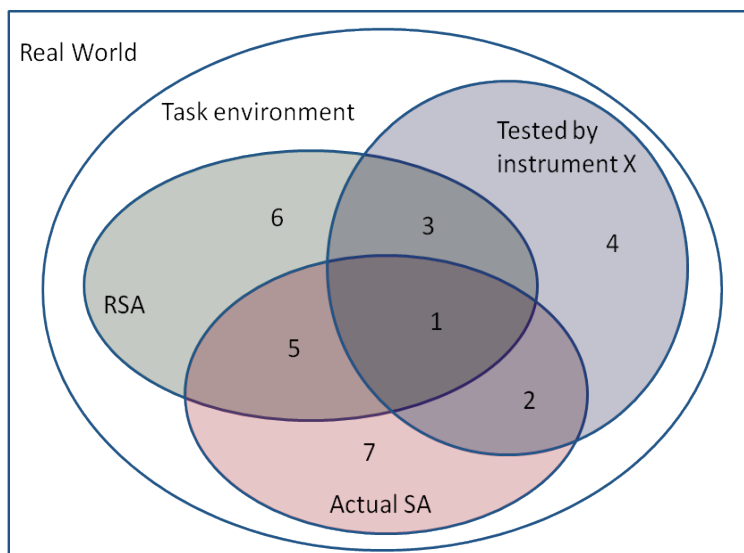 Real World
Task environment
Tested by
instrument X
6
3
4
RSA
1
5
2
7
Actual SA